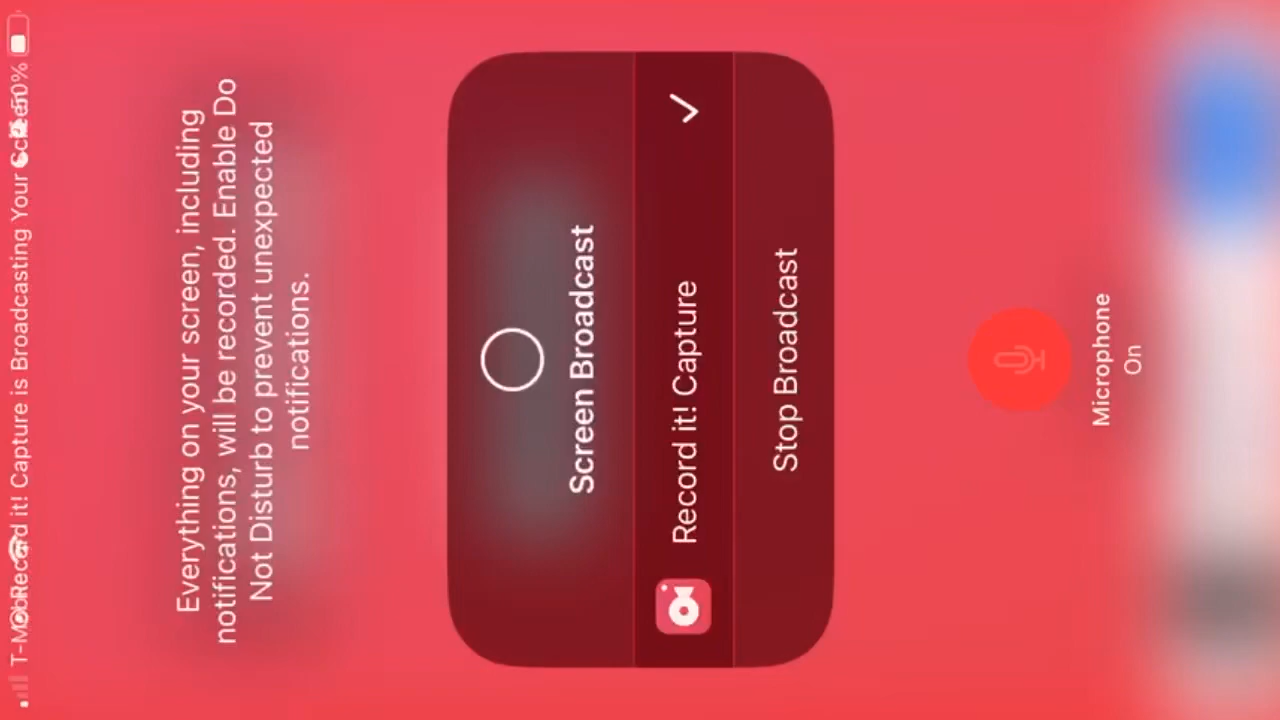 Record it! Capture is Broadcasting Your Screen
50%
Everything on your screen, including
notifications, will be recorded. Enable Do
Not Disturb to prevent unexpected
notifications.
Screen Broadcast
Record it! Capture
Stop Broadcast
Microphone
On